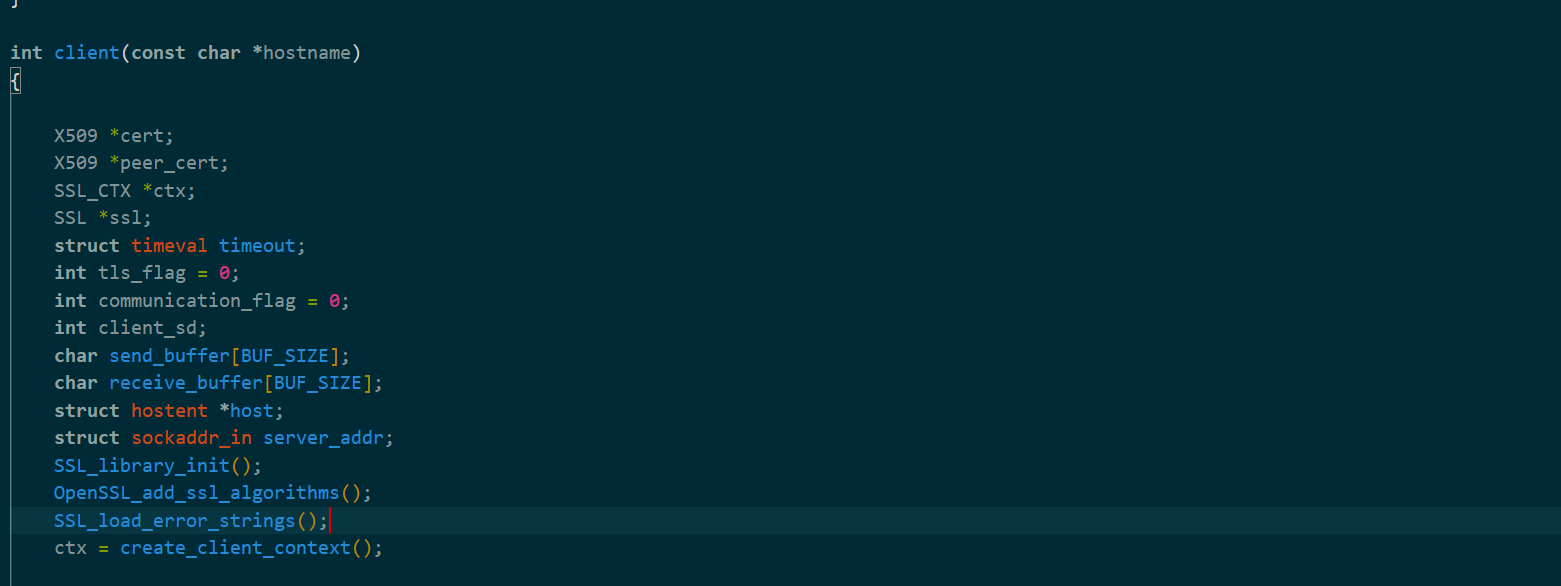 }
int client(const char *hostname)
{
X509 *cert;
X509 *peer_cert;
SSL_CTX *ctx;
SSL *ssl;
struct timeval timeout;
int tls_flag = 0;
int communication_flag = 0;
int client_sd;
char send_buffer[BUF_SIZE];
char receive_buffer[BUF_SIZE];
struct hostent *host;
struct sockaddr_in server_addr;
SSL_library_init();
OpenSSL_add_ssl_algorithms();
SSL_load_error_strings();
ctx = create_client_context();